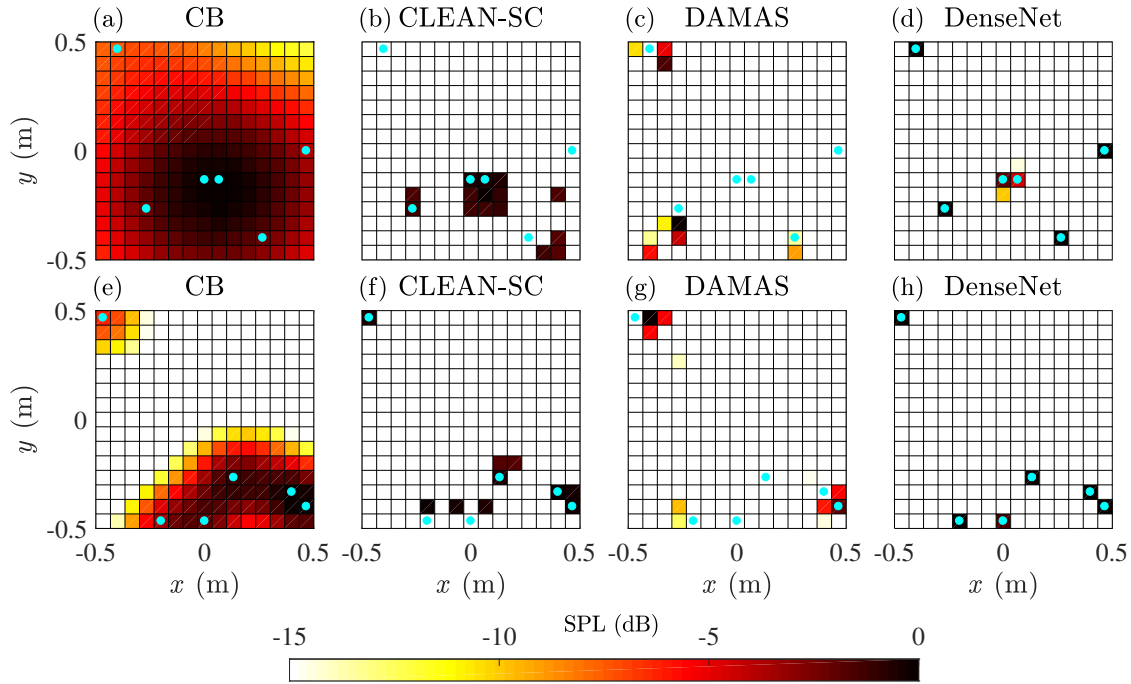 (a) CB (b) CLEAN-SC (c) DAMAS (d) DenseNet
0.5
0
-0.5
y (m)
(e) CB (f) CLEAN-SC (g) DAMAS (h) DenseNet
0.5
0
-0.5
y (m)
-0.5 0 0.5 -0.5 0 0.5 -0.5 0 0.5 -0.5 0 0.5
x (m) x (m) x (m) x (m)
SPL (dB)
-15 -10 -5 0